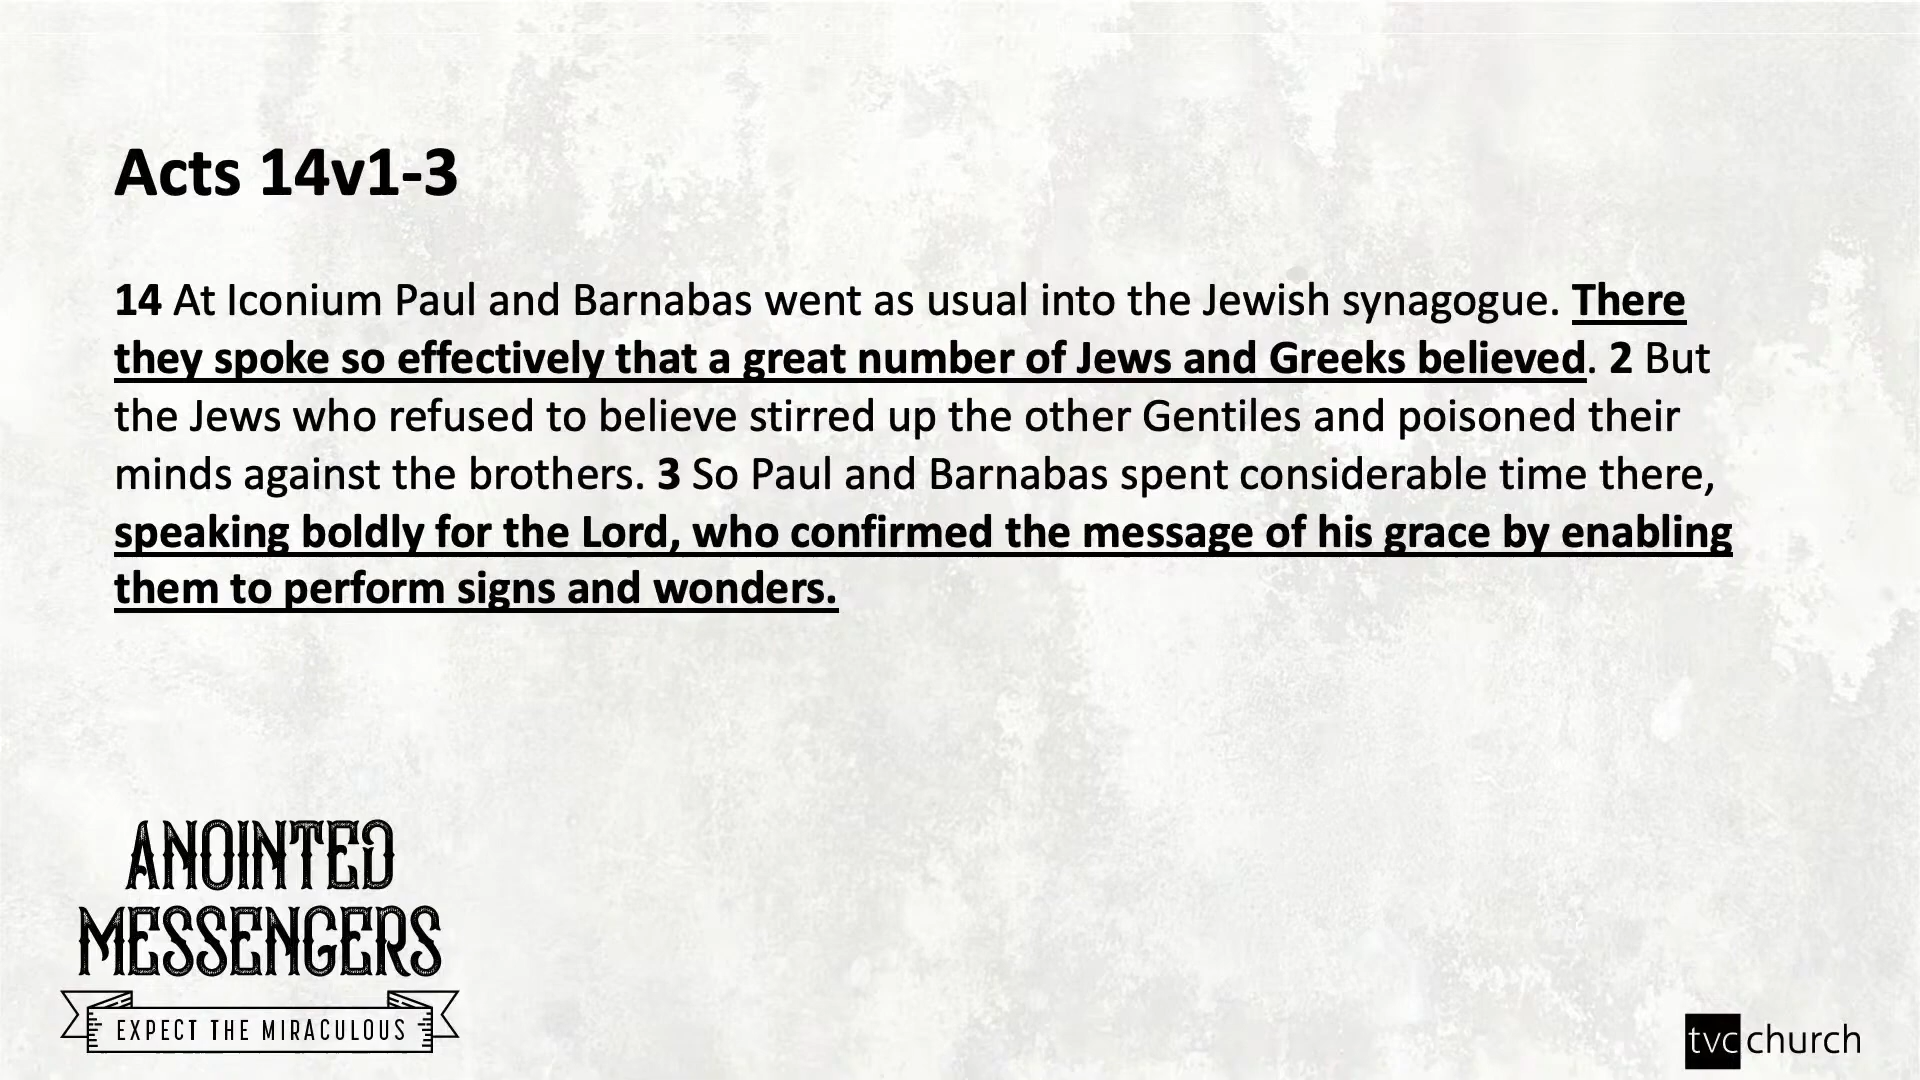 Acts 14v1-3
14 At Iconium Paul and Barnabas went as usual into the Jewish synagogue. There
they spoke so effectively that a great number of Jews and Greeks believed. 2 But
the Jews who refused to believe stirred up the other Gentiles and poisoned their
minds against the brothers. 3 So Paul and Barnabas spent considerable time there,
speaking boldly for the Lord, who confirmed the message of his grace by enabling
them to perform signs and wonders.
ANOINTED
MESSENGERS
EXPECT THE MIRACULOUS
tvc church